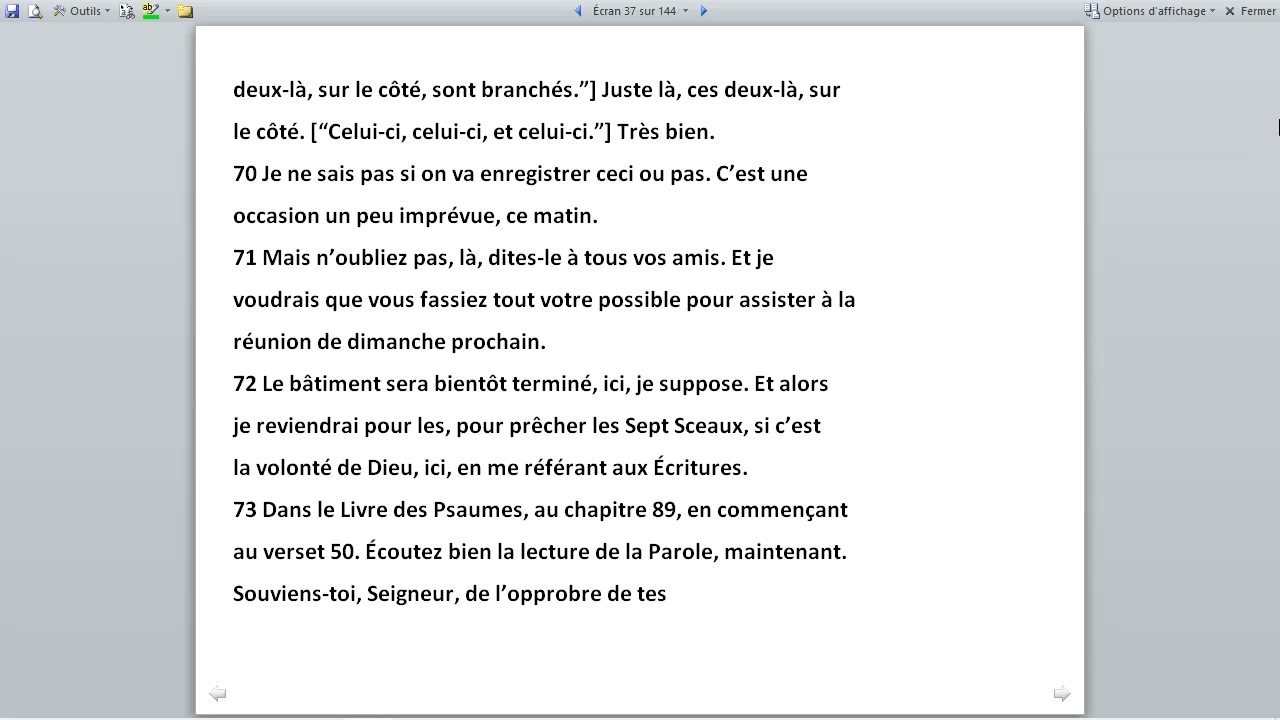 Outils
Écran 37 sur 144
Options d'affichage
Fermer
deux-là, sur le côté, sont branchés.”] Juste là, ces deux-là, sur
le côté. [“Celui-ci, celui-ci, et celui-ci.”] Très bien.
70 Je ne sais pas si on va enregistrer ceci ou pas. C’est une
occasion un peu imprévue, ce matin.
71 Mais n’oubliez pas, là, dites-le à tous vos amis. Et je
voudrais que vous fassiez tout votre possible pour assister à la
réunion de dimanche prochain.
72 Le bâtiment sera bientôt terminé, ici, je suppose. Et alors
je reviendrai pour les, pour prêcher les Sept Sceaux, si c’est
la volonté de Dieu, ici, en me référant aux Écritures.
73 Dans le Livre des Psaumes, au chapitre 89, en commençant
au verset 50. Écoutez bien la lecture de la Parole, maintenant.
Souviens-toi, Seigneur, de l’opprobre de tes